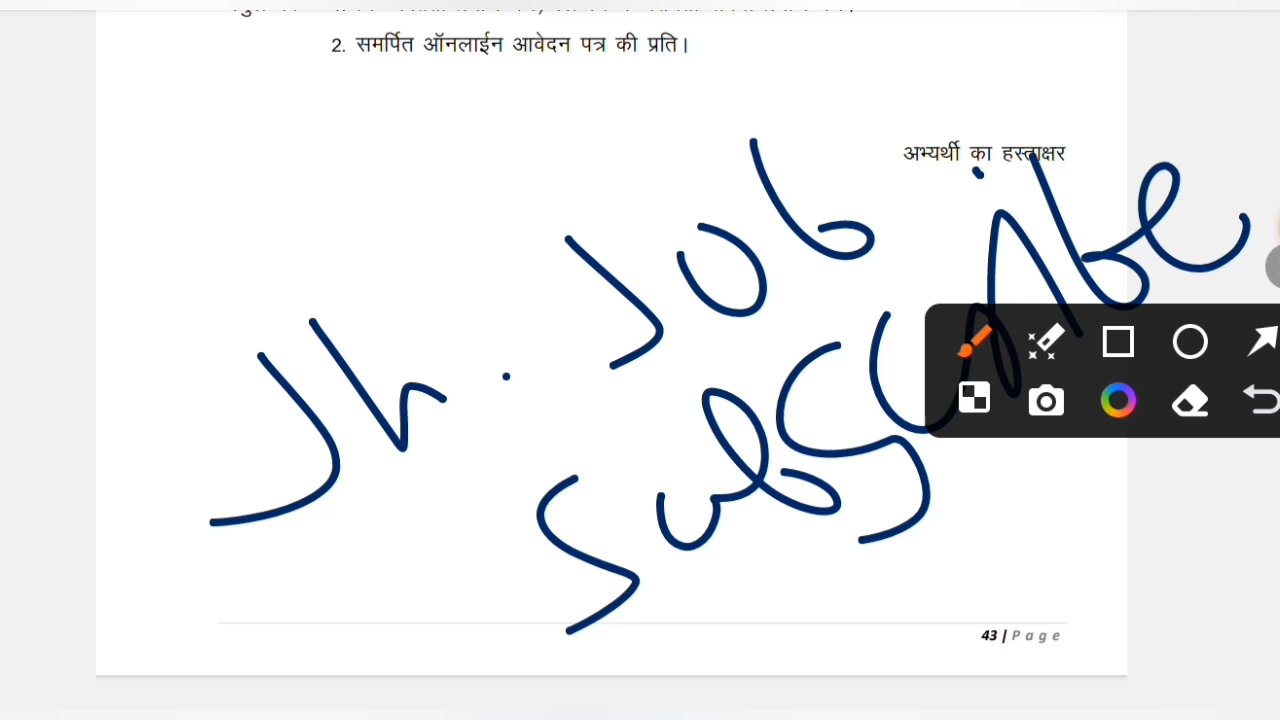 2. समर्पित ऑनलाईन आवेदन पत्र की प्रति।
अभ्यर्थी का हस्ताक्षर
Jh. Job
Subscribe
43 | Page